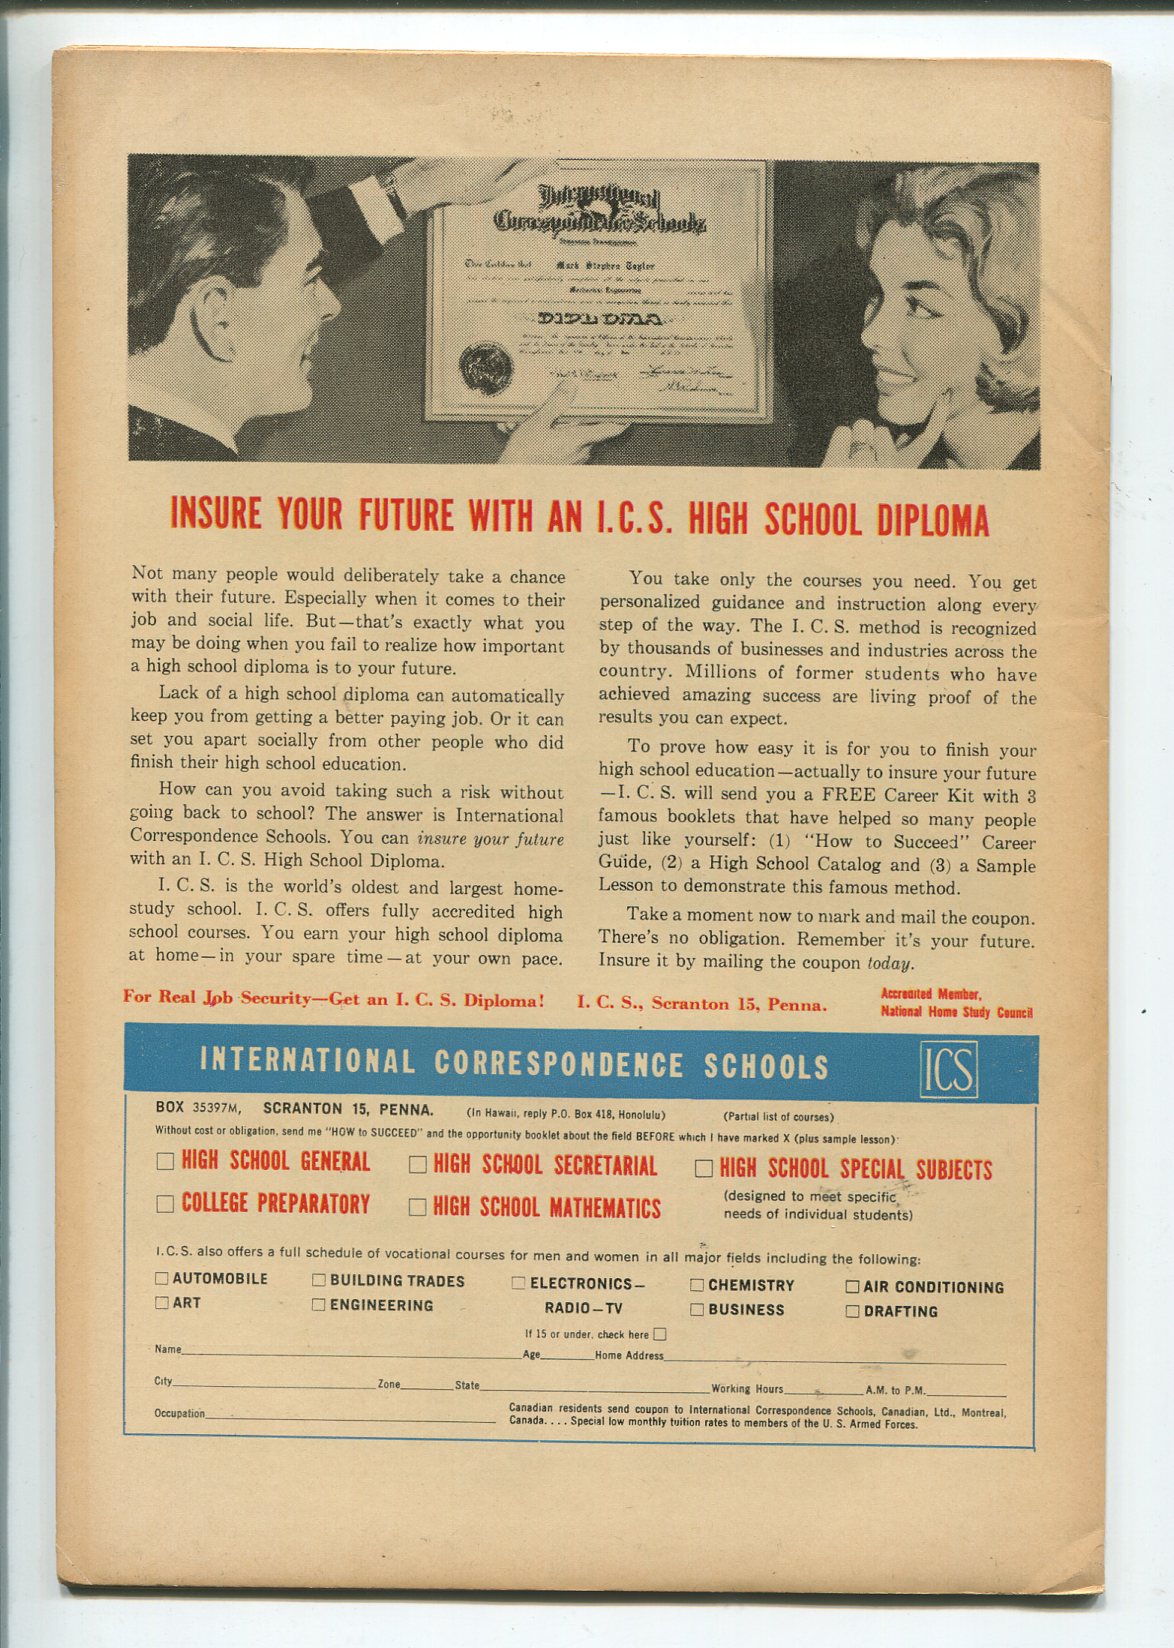 International
Correspondence Schools
This Certifies that Mark Stephen Taylor
Mechanical Engineering
DIPLOMA
INSURE YOUR FUTURE WITH AN I.C.S. HIGH SCHOOL DIPLOMA
Not many people would deliberately take a chance
with their future. Especially when it comes to their
job and social life. But—that's exactly what you
may be doing when you fail to realize how important
a high school diploma is to your future.
Lack of a high school diploma can automatically
keep you from getting a better paying job. Or it can
set you apart socially from other people who did
finish their high school education.
How can you avoid taking such a risk without
going back to school? The answer is International
Correspondence Schools. You can insure your future
with an I. C. S. High School Diploma.
I. C. S. is the world's oldest and largest home-
study school. I. C. S. offers fully accredited high
school courses. You earn your high school diploma
at home—in your spare time—at your own pace.
You take only the courses you need. You get
personalized guidance and instruction along every
step of the way. The I. C. S. method is recognized
by thousands of businesses and industries across the
country. Millions of former students who have
achieved amazing success are living proof of the
results you can expect.
To prove how easy it is for you to finish your
high school education—actually to insure your future
—I. C. S. will send you a FREE Career Kit with 3
famous booklets that have helped so many people
just like yourself: (1) "How to Succeed" Career
Guide, (2) a High School Catalog and (3) a Sample
Lesson to demonstrate this famous method.
Take a moment now to mark and mail the coupon.
There's no obligation. Remember it's your future.
Insure it by mailing the coupon today.
For Real Job Security—Get an I. C. S. Diploma! I. C. S., Scranton 15, Penna.
Accredited Member,
National Home Study Council
INTERNATIONAL CORRESPONDENCE SCHOOLS ICS
BOX 35397M, SCRANTON 15, PENNA. (In Hawaii, reply P.O. Box 418, Honolulu) (Partial list of courses)
Without cost or obligation, send me "HOW to SUCCEED" and the opportunity booklet about the field BEFORE which I have marked X (plus sample lesson):
HIGH SCHOOL GENERAL HIGH SCHOOL SECRETARIAL HIGH SCHOOL SPECIAL SUBJECTS
COLLEGE PREPARATORY HIGH SCHOOL MATHEMATICS (designed to meet specific
needs of individual students)
I.C.S. also offers a full schedule of vocational courses for men and women in all major fields including the following:
AUTOMOBILE BUILDING TRADES ELECTRONICS— CHEMISTRY AIR CONDITIONING
ART ENGINEERING RADIO—TV BUSINESS DRAFTING
If 15 or under, check here
Name Age Home Address
City Zone State Working Hours A.M. to P.M.
Occupation
Canadian residents send coupon to International Correspondence Schools, Canadian, Ltd., Montreal,
Canada. . . . Special low monthly tuition rates to members of the U. S. Armed Forces.